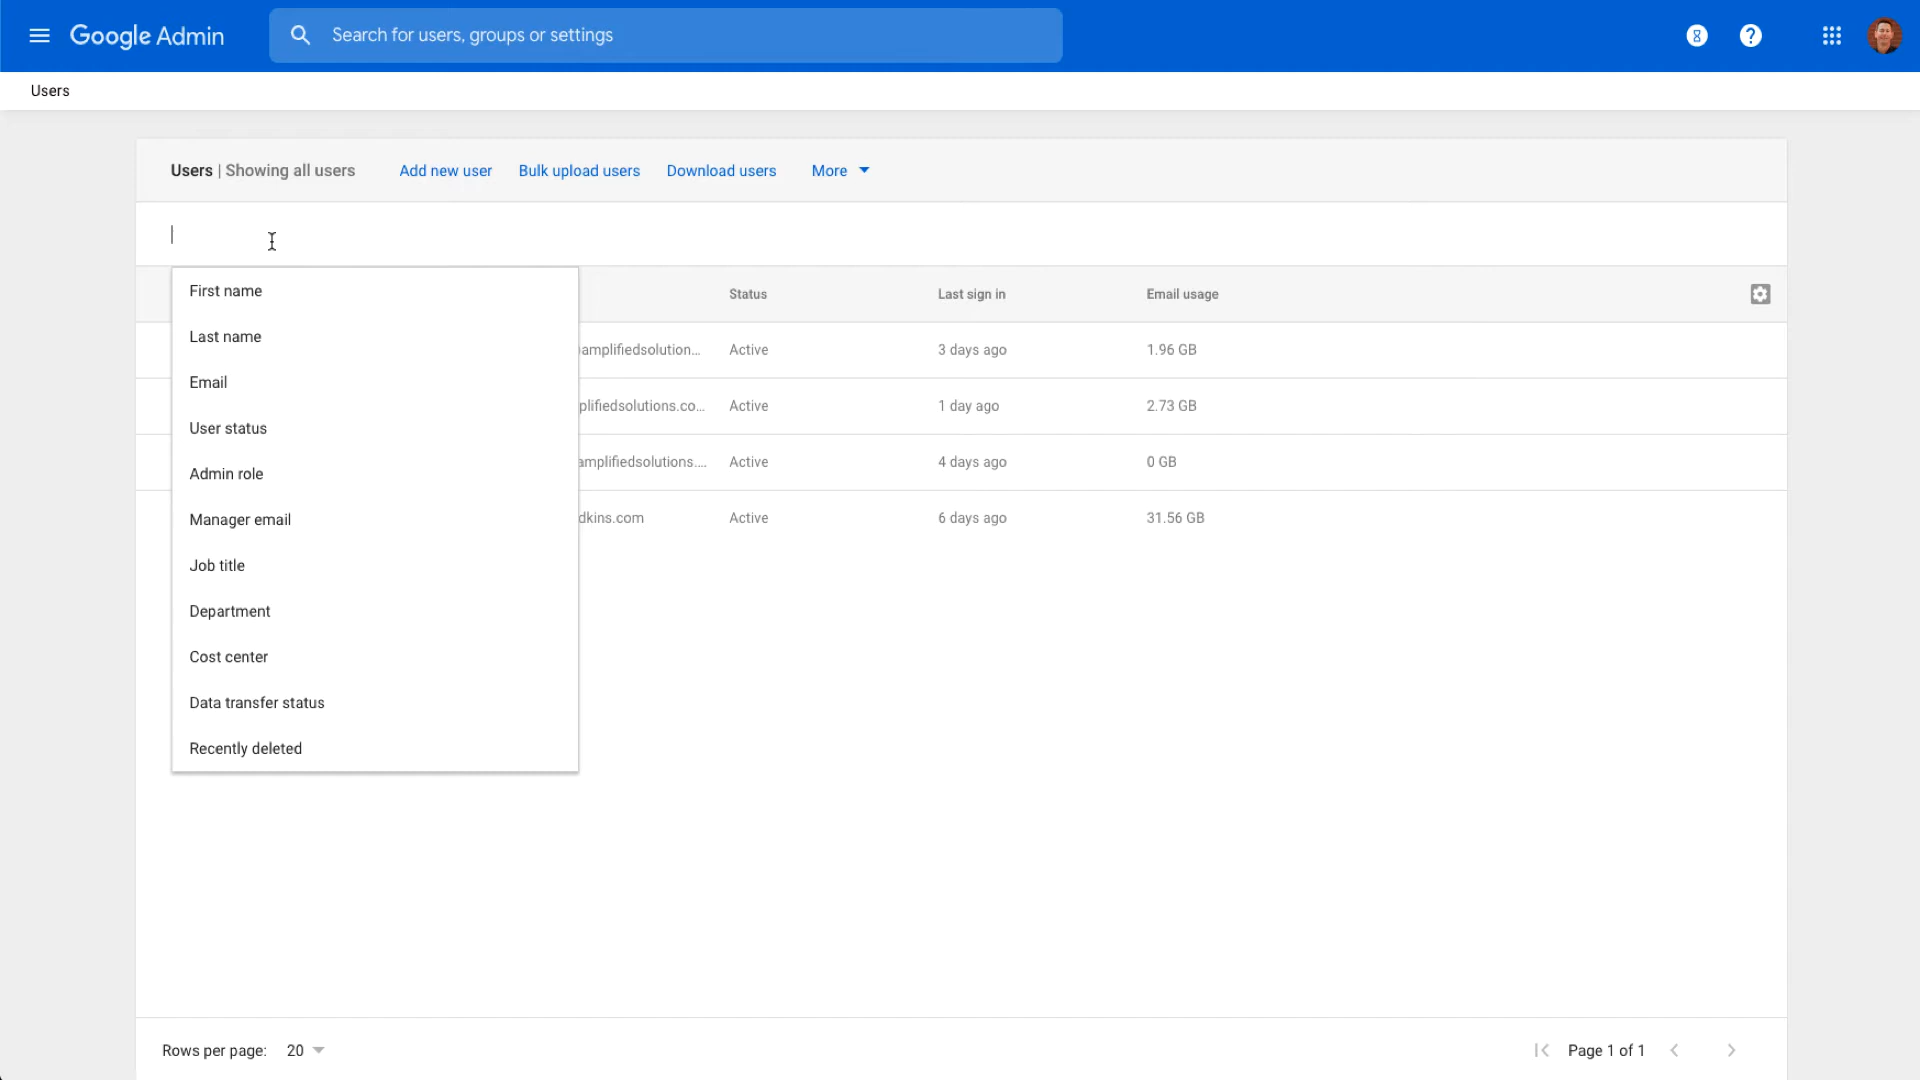 Google Admin
Search for users, groups or settings
Users
Users | Showing all users
Add new user
Bulk upload users
Download users
More
First name
Last name
Email
User status
Admin role
Manager email
Job title
Department
Cost center
Data transfer status
Recently deleted
Status Last sign in Email usage
amplifiedsolution... Active 3 days ago 1.96 GB
plifiedsolutions.co... Active 1 day ago 2.73 GB
amplifiedsolutions.... Active 4 days ago 0 GB
dkins.com Active 6 days ago 31.56 GB
Rows per page: 20
Page 1 of 1